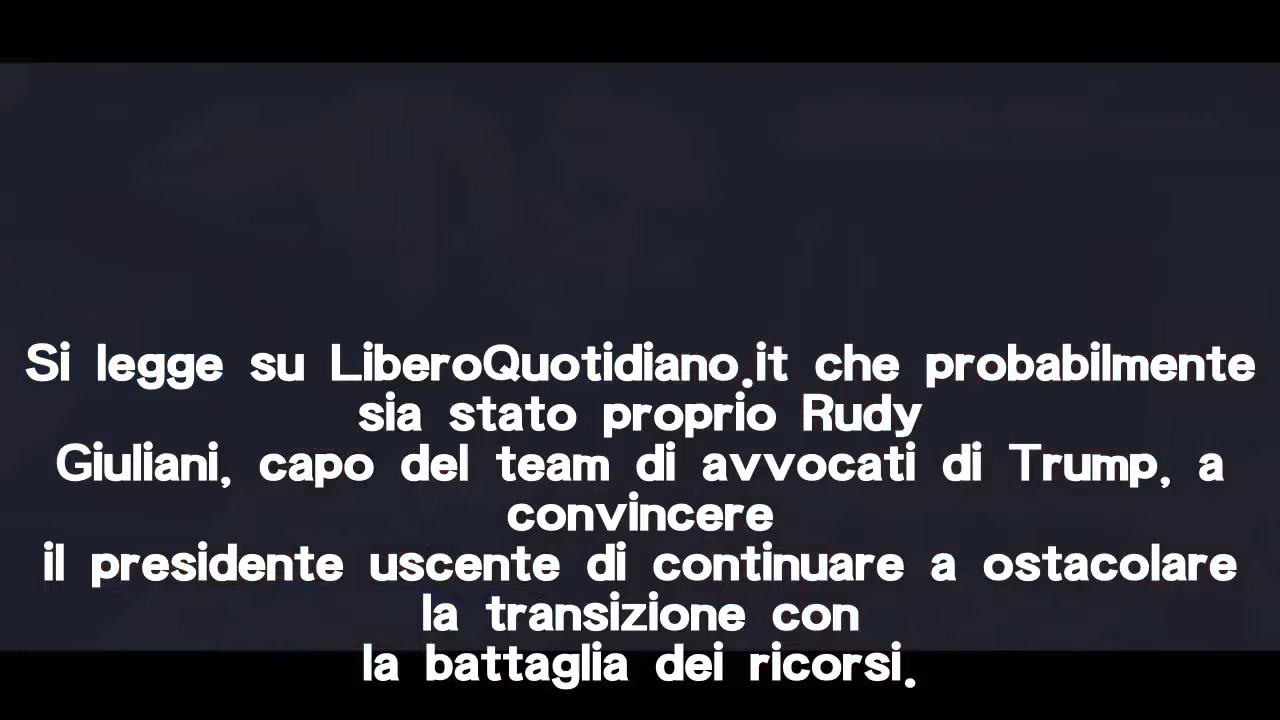 Si legge su LiberoQuotidiano.it che probabilmente
sia stato proprio Rudy
Giuliani, capo del team di avvocati di Trump, a
convincere
il presidente uscente di continuare a ostacolare
la transizione con
la battaglia dei ricorsi.